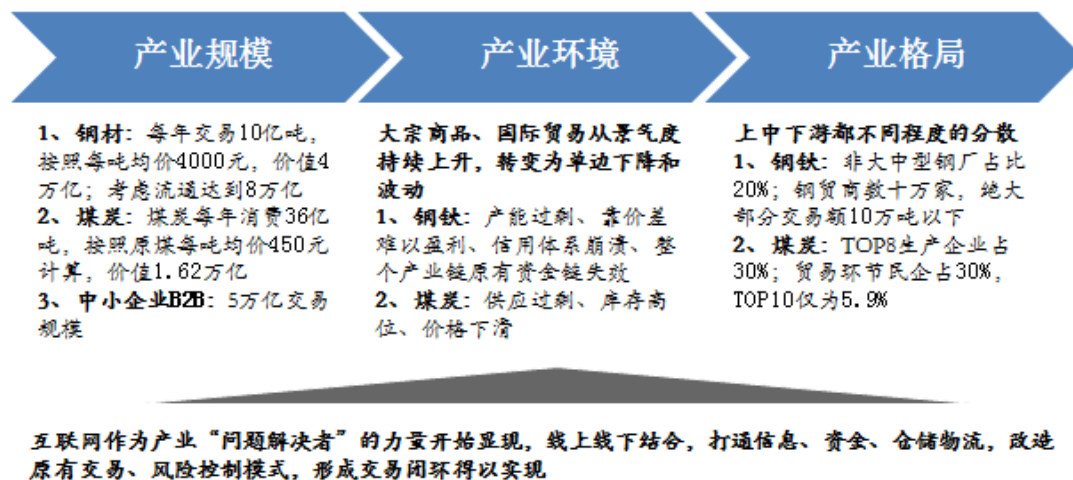 产业规模
产业环境
产业格局
1、钢材：每年交易10亿吨，
按照每吨均价4000元，价值4
万亿；考虑流通达到8万亿
2、煤炭：煤炭每年消费36亿
吨，按照原煤每吨均价450元
计算，价值1.62万亿
3、中小企业B2B：5万亿交易
规模
大宗商品、国际贸易从景气度
持续上升，转变为单边下降和
波动
1、钢铁：产能过剩、靠价差
难以盈利、信用体系崩溃、整
个产业链原有资金链失效
2、煤炭：供应过剩、库存高
位、价格下滑
上中下游都不同程度的分散
1、钢铁：非大中型钢厂占比
20%；钢贸商数十万家，绝大
部分交易额10万吨以下
2、煤炭：TOP8生产企业占
30%；贸易环节民企占30%，
TOP10仅为5.9%
互联网作为产业“问题解决者”的力量开始显现，线上线下结合，打通信息、资金、仓储物流，改造
原有交易、风险控制模式，形成交易闭环得以实现